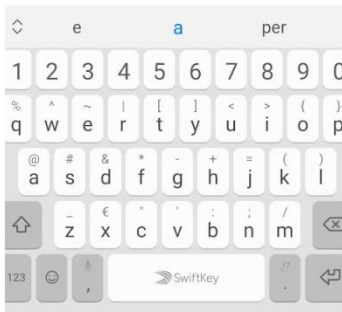 e a per
1 2 3 4 5 6 7 8 9 0
% ^ ~ | [ ] < > { }
q w e r t y u i o p
@ # & * - + = ( )
a s d f g h j k l
_ € " ' : ; /
z x c v b n m
123 , SwiftKey ,!? .